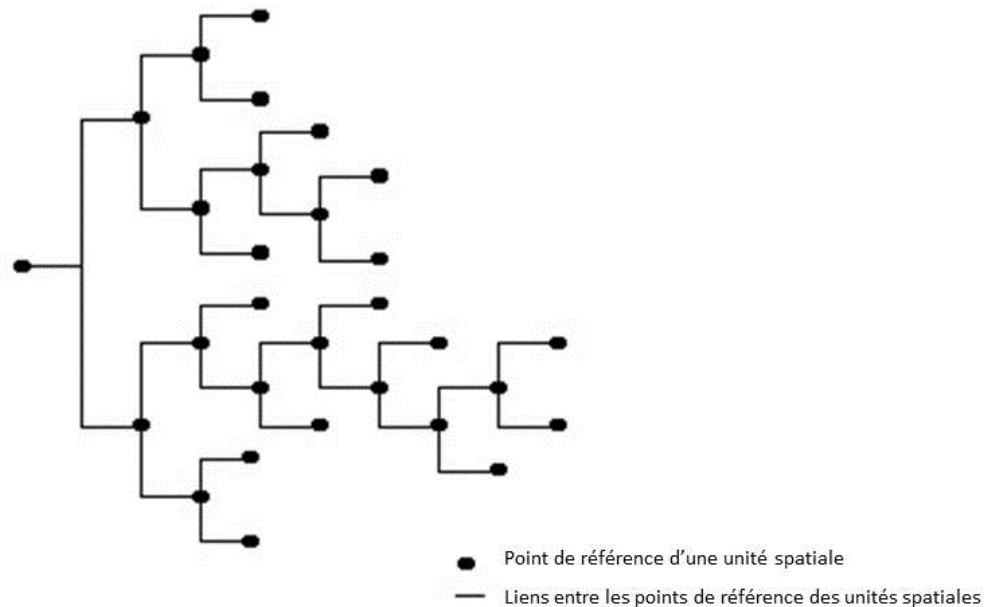 Point de référence d'une unité spatiale
Liens entre les points de référence des unités spatiales